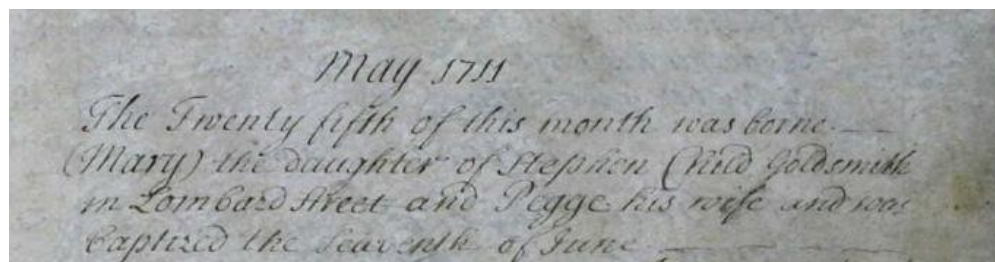 May 1711
The Twenty fifth of this month was borne
(Mary) the daughter of Stephen Child Goldsmith
in Lombard Street and Pegge his wife and was
Baptized the Seaventh of June